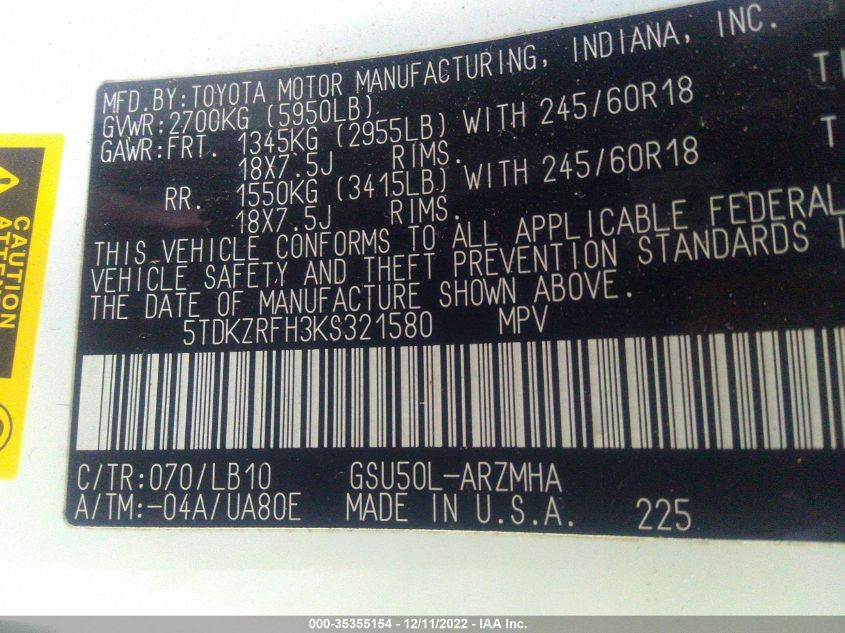 MFD.BY:TOYOTA MOTOR MANUFACTURING, INDIANA, INC.
GVWR:2700KG (5950LB)
GAWR:FRT. 1345KG (2955LB) WITH 245/60R18
18X7.5J RIMS.
RR. 1550KG (3415LB) WITH 245/60R18
18X7.5J RIMS.
THIS VEHICLE CONFORMS TO ALL APPLICABLE FEDERAL
VEHICLE SAFETY AND THEFT PREVENTION STANDARDS
THE DATE OF MANUFACTURE SHOWN ABOVE.
5TDKZRFH3KS321580 MPV
C/TR:070/LB10 GSU50L-ARZMHA
A/TM:-04A/UA80E MADE IN U.S.A. 225
CAUTION
000-35355154 - 12/11/2022 - IAA Inc.